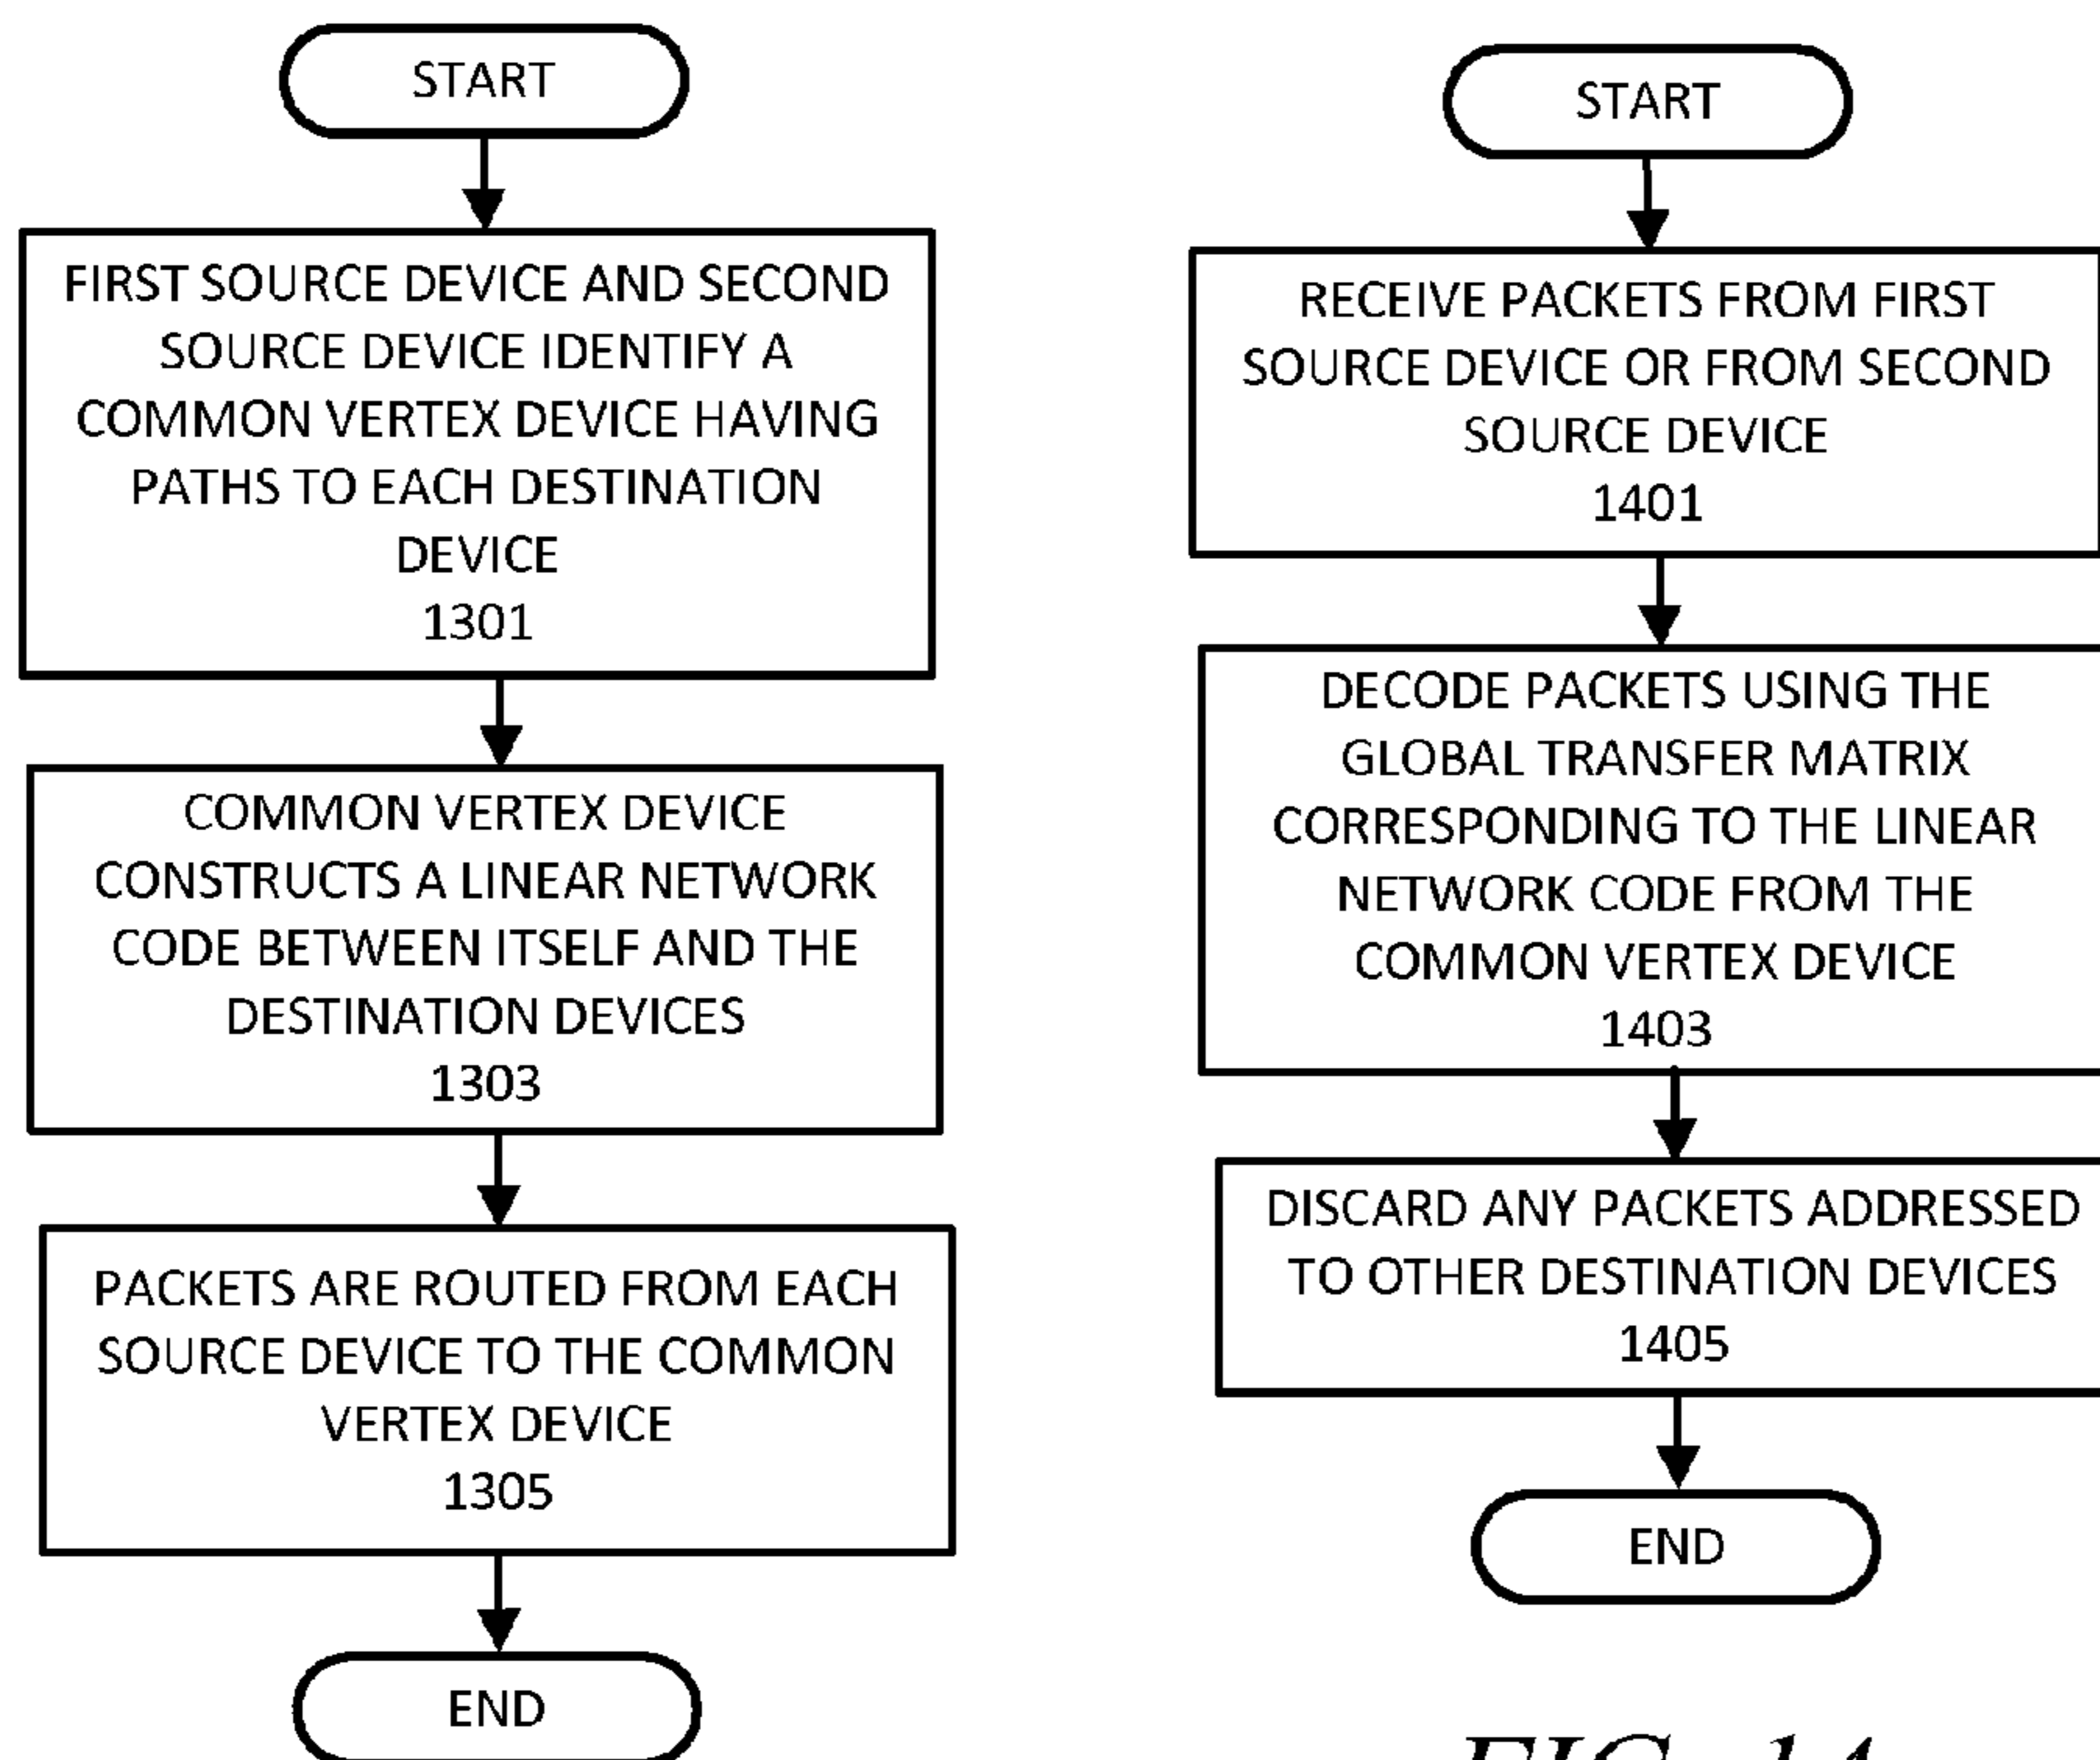 START
FIRST SOURCE DEVICE AND SECOND
SOURCE DEVICE IDENTIFY A
COMMON VERTEX DEVICE HAVING
PATHS TO EACH DESTINATION
DEVICE
1301
COMMON VERTEX DEVICE
CONSTRUCTS A LINEAR NETWORK
CODE BETWEEN ITSELF AND THE
DESTINATION DEVICES
1303
PACKETS ARE ROUTED FROM EACH
SOURCE DEVICE TO THE COMMON
VERTEX DEVICE
1305
END
START
RECEIVE PACKETS FROM FIRST
SOURCE DEVICE OR FROM SECOND
SOURCE DEVICE
1401
DECODE PACKETS USING THE
GLOBAL TRANSFER MATRIX
CORRESPONDING TO THE LINEAR
NETWORK CODE FROM THE
COMMON VERTEX DEVICE
1403
DISCARD ANY PACKETS ADDRESSED
TO OTHER DESTINATION DEVICES
1405
END
FIG. 14